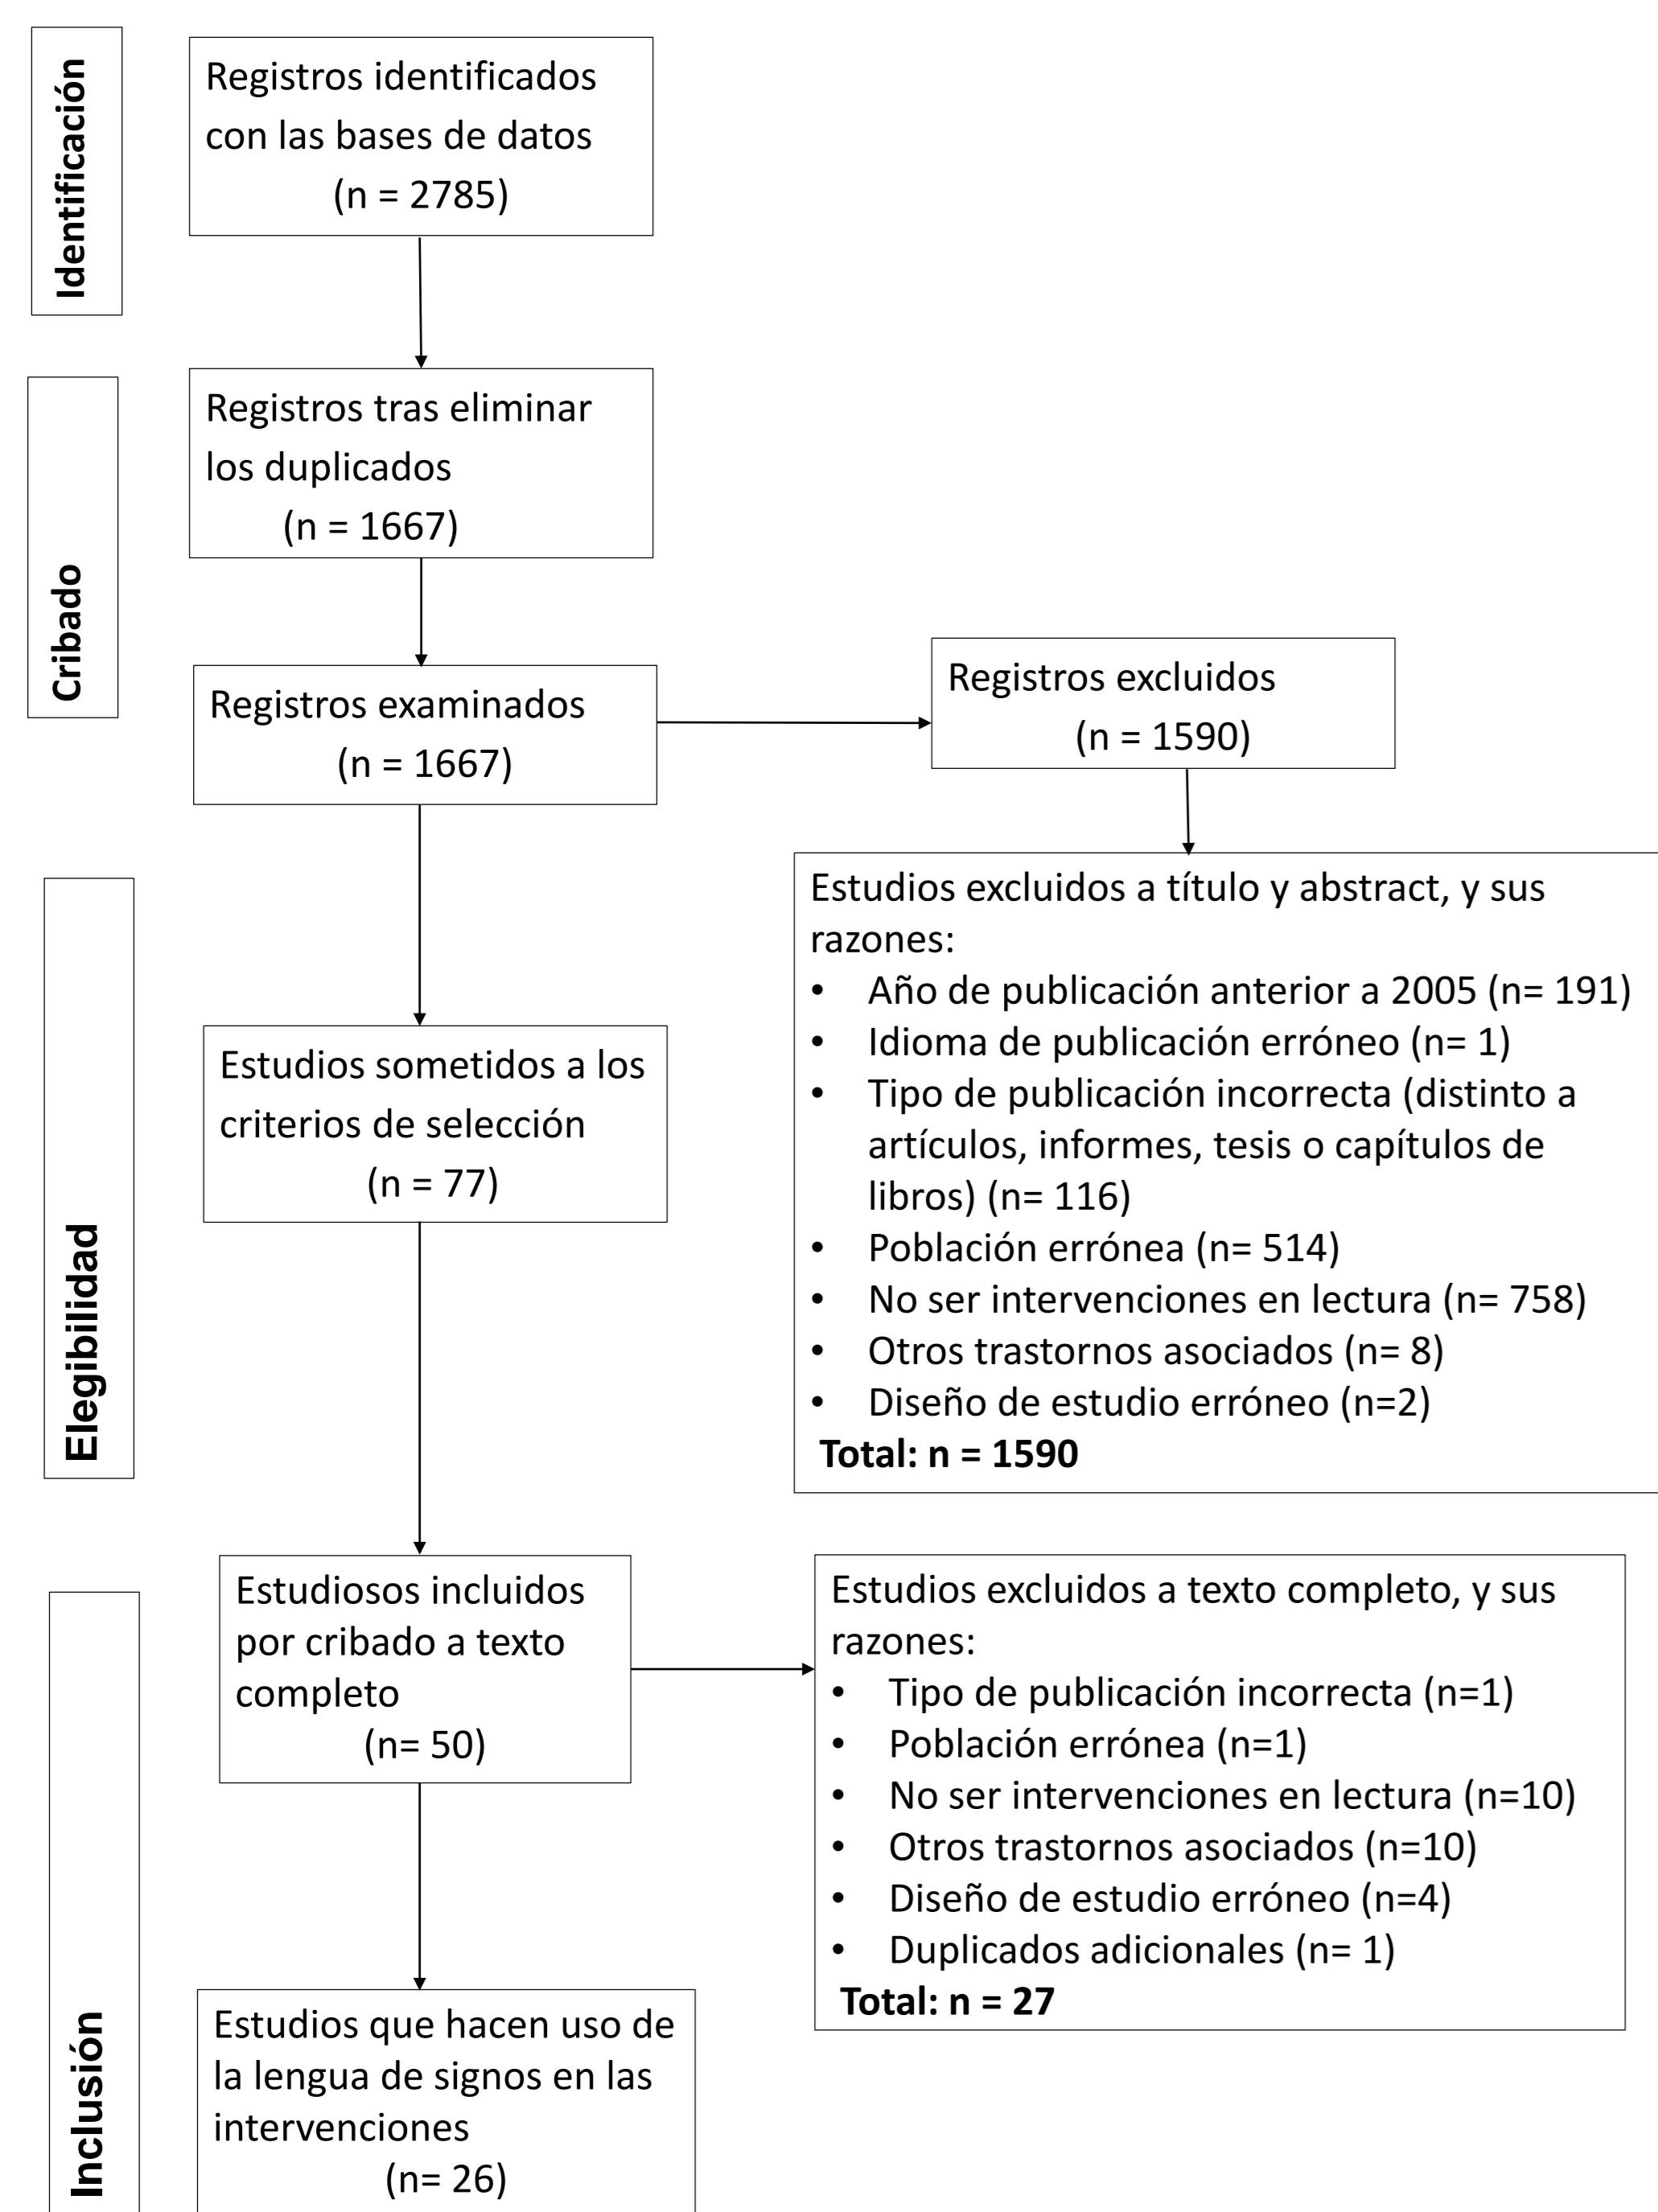 Identificación
Registros identificados
con las bases de datos
(n = 2785)
Cribado
Registros tras eliminar
los duplicados
(n = 1667)
Registros examinados
(n = 1667)
Registros excluidos
(n = 1590)
Elegibilidad
Estudios sometidos a los
criterios de selección
(n = 77)
Estudios excluidos a título y abstract, y sus
razones:
• Año de publicación anterior a 2005 (n= 191)
• Idioma de publicación erróneo (n= 1)
• Tipo de publicación incorrecta (distinto a
artículos, informes, tesis o capítulos de
libros) (n= 116)
• Población errónea (n= 514)
• No ser intervenciones en lectura (n= 758)
• Otros trastornos asociados (n= 8)
• Diseño de estudio erróneo (n=2)
Total: n = 1590
Estudiosos incluidos
por cribado a texto
completo
(n= 50)
Estudios excluidos a texto completo, y sus
razones:
• Tipo de publicación incorrecta (n=1)
• Población errónea (n=1)
• No ser intervenciones en lectura (n=10)
• Otros trastornos asociados (n=10)
• Diseño de estudio erróneo (n=4)
• Duplicados adicionales (n= 1)
Total: n = 27
Inclusión
Estudios que hacen uso de
la lengua de signos en las
intervenciones
(n= 26)